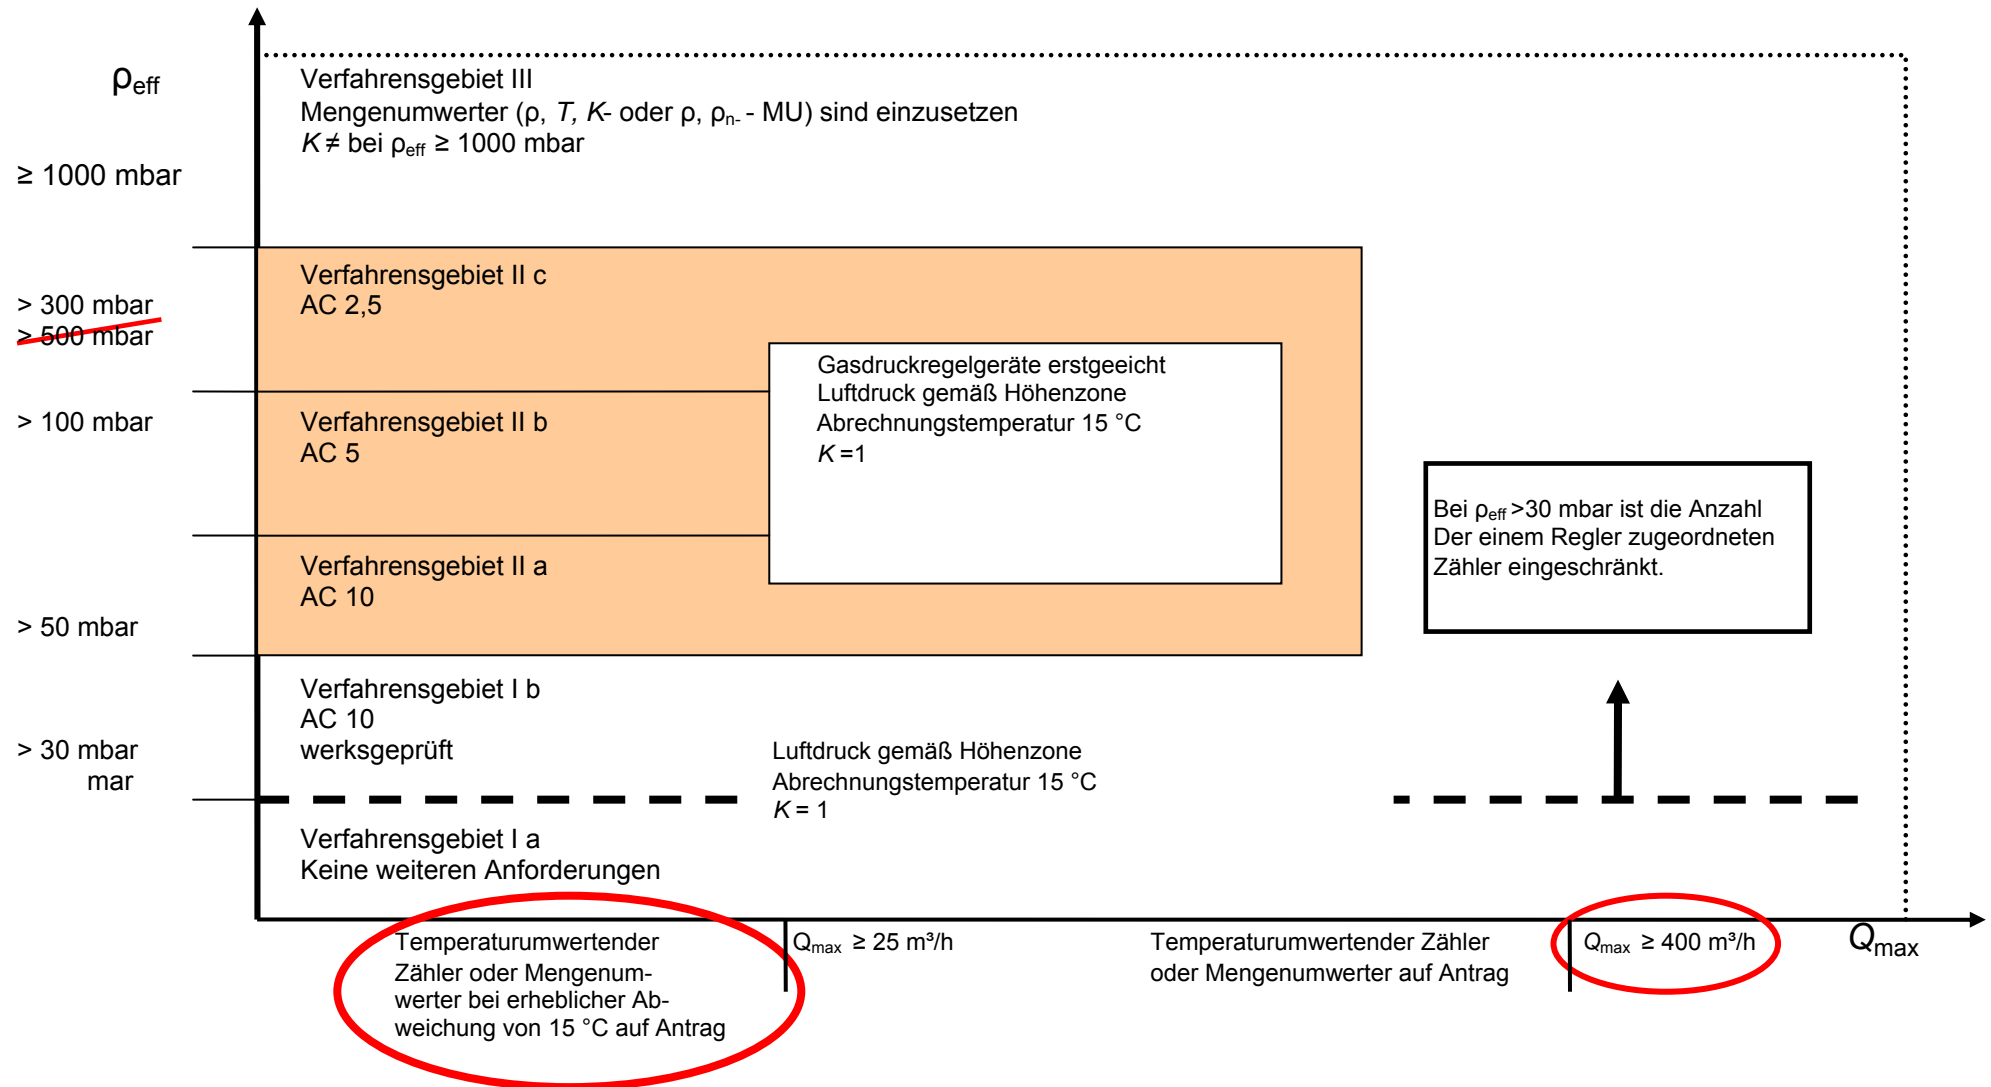 ρeff
Verfahrensgebiet III
Mengenumwerter (ρ, T, K- oder ρ, ρn- - MU) sind einzusetzen
K ≠ bei ρeff ≥ 1000 mbar
≥ 1000 mbar
Verfahrensgebiet II c
AC 2,5
> 300 mbar
> 500 mbar
Gasdruckregelgeräte erstgeeicht
Luftdruck gemäß Höhenzone
Abrechnungstemperatur 15 °C
K =1
> 100 mbar
Verfahrensgebiet II b
AC 5
Bei ρeff >30 mbar ist die Anzahl
Der einem Regler zugeordneten
Zähler eingeschränkt.
Verfahrensgebiet II a
AC 10
> 50 mbar
Verfahrensgebiet I b
AC 10
werksgeprüft
> 30 mbar
mar
Luftdruck gemäß Höhenzone
Abrechnungstemperatur 15 °C
K = 1
Verfahrensgebiet I a
Keine weiteren Anforderungen
Temperaturumwertender
Zähler oder Mengenum-
werter bei erheblicher Ab-
weichung von 15 °C auf Antrag
Qmax ≥ 25 m³/h
Temperaturumwertender Zähler
oder Mengenumwerter auf Antrag
Qmax ≥ 400 m³/h
Qmax